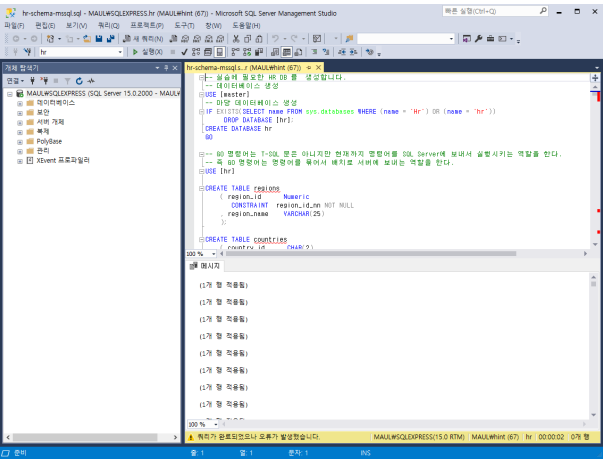 hr-schema-mssql.sql - MAUL\SQLEXPRESS.hr (MAUL\hint (67)) - Microsoft SQL Server Management Studio
빠른 실행(Ctrl+Q)
파일(F) 편집(E) 보기(V) 쿼리(Q) 프로젝트(P) 도구(T) 창(W) 도움말(H)
새 쿼리(N)
hr
실행(X)
개체 탐색기
hr-schema-mssql.s...r (MAUL\hint (67))
연결
MAUL\SQLEXPRESS (SQL Server 15.0.2000 - MAUL\
데이터베이스
보안
서버 개체
복제
PolyBase
관리
XEvent 프로파일러
-- 실습에 필요한 HR DB 를 생성합니다.
-- 데이터베이스 생성
USE [master]
-- 마당 데이터베이스 생성
IF EXISTS(SELECT name FROM sys.databases WHERE (name = 'Hr') OR (name = 'hr'))
DROP DATABASE [hr];
CREATE DATABASE hr
GO
-- GO 명령어는 T-SQL 문은 아니지만 현재까지 명령어를 SQL Server에 보내서 실행시키는 역할을 한다.
-- 즉 GO 명령어는 명령어를 묶어서 배치로 서버에 보내는 역할을 한다.
USE [hr]
CREATE TABLE regions
( region_id Numeric
CONSTRAINT region_id_nn NOT NULL
, region_name VARCHAR(25)
);
CREATE TABLE countries
( country_id CHAR(2)
100 %
메시지
(1개 행 적용됨)
(1개 행 적용됨)
(1개 행 적용됨)
(1개 행 적용됨)
(1개 행 적용됨)
(1개 행 적용됨)
(1개 행 적용됨)
(1개 행 적용됨)
100 %
쿼리가 완료되었으나 오류가 발생했습니다.
MAUL\SQLEXPRESS(15.0 RTM) MAUL\hint (67) hr 00:00:02 0개 행
준비
줄: 1 열: 1 문자: 1 INS